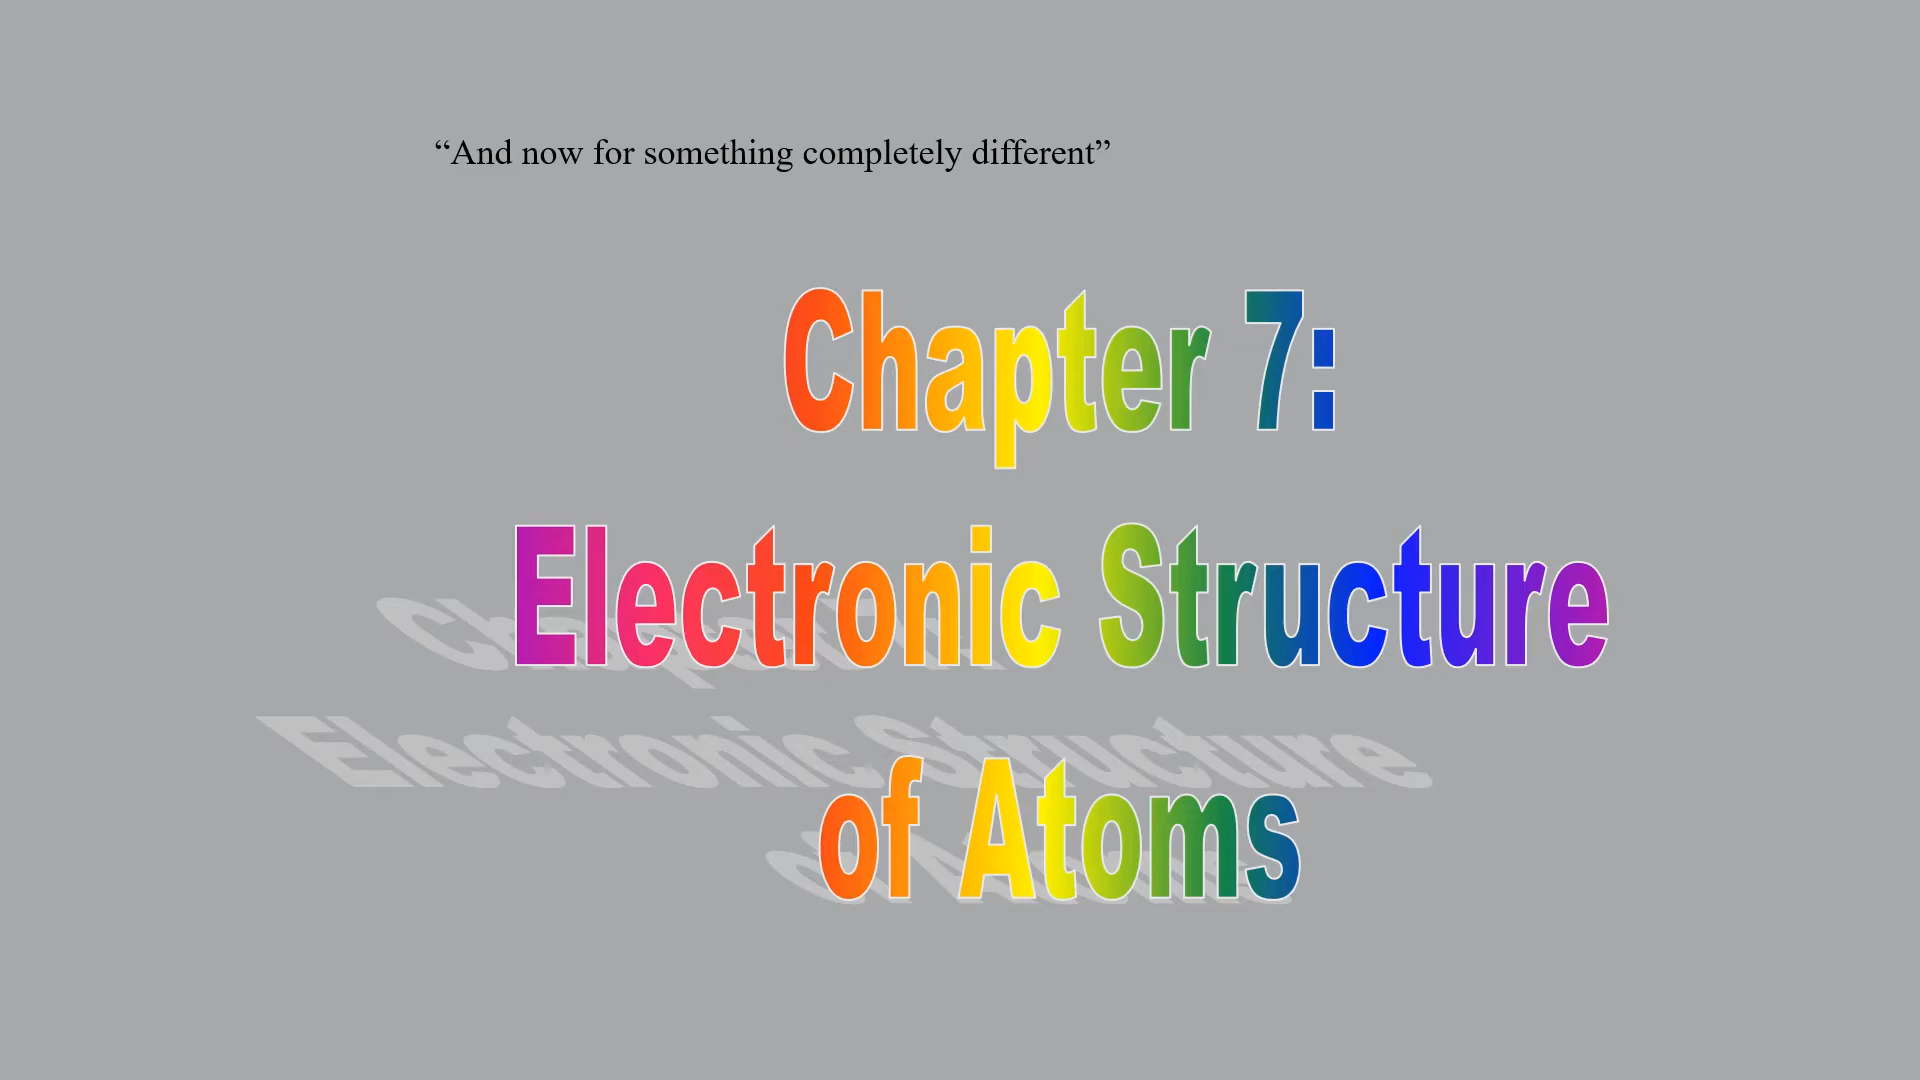 “And now for something completely different”
Chapter 7:
Electronic Structure
of Atoms